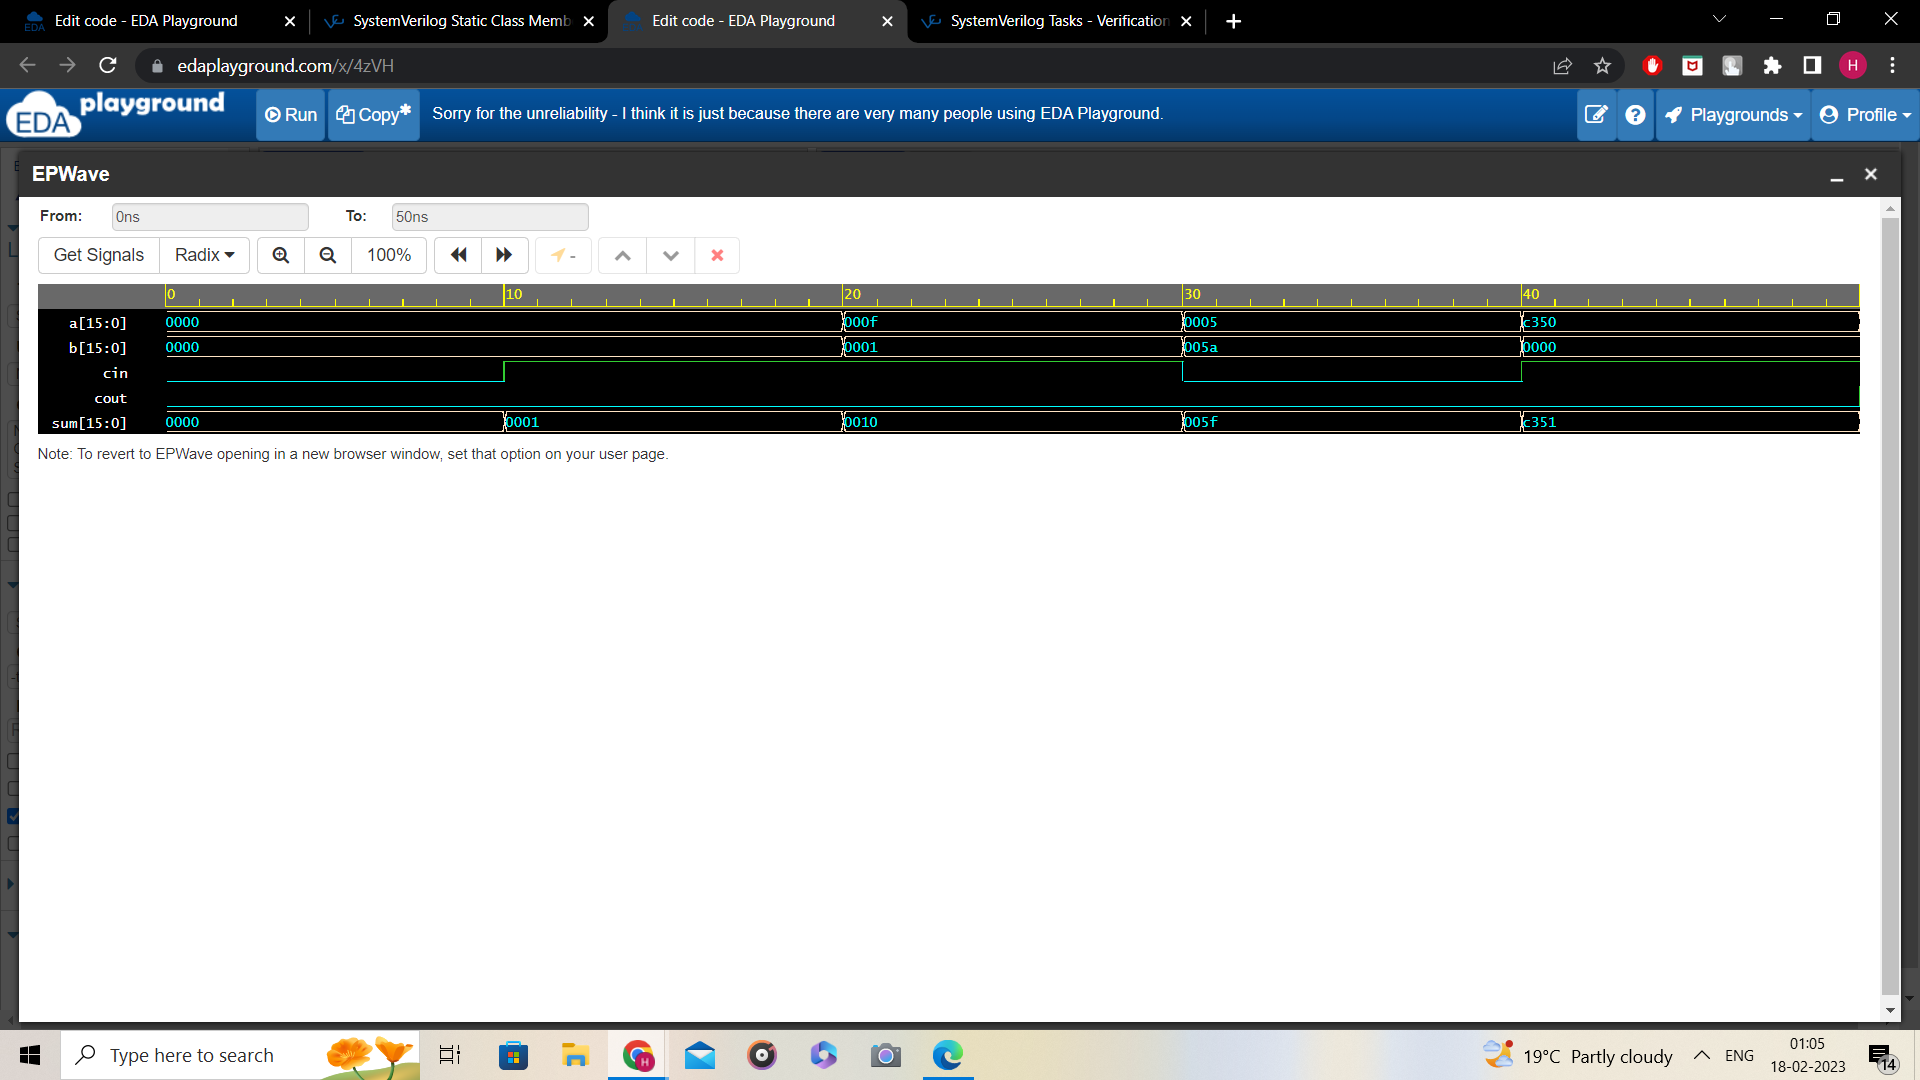 Edit code - EDA Playground
SystemVerilog Static Class Memb
Edit code - EDA Playground
SystemVerilog Tasks - Verification
edaplayground.com/x/4zVH
H
EDA playground
Run
Copy*
Sorry for the unreliability - I think it is just because there are very many people using EDA Playground.
Playgrounds
Profile
EPWave
From: 0ns To: 50ns
Get Signals Radix 100% -
0 10 20 30 40
a[15:0] 0000 000f 0005 c350
b[15:0] 0000 0001 005a 0000
cin
cout
sum[15:0] 0000 0001 0010 005f c351
Note: To revert to EPWave opening in a new browser window, set that option on your user page.
Type here to search
19°C Partly cloudy
ENG
01:05
18-02-2023
14